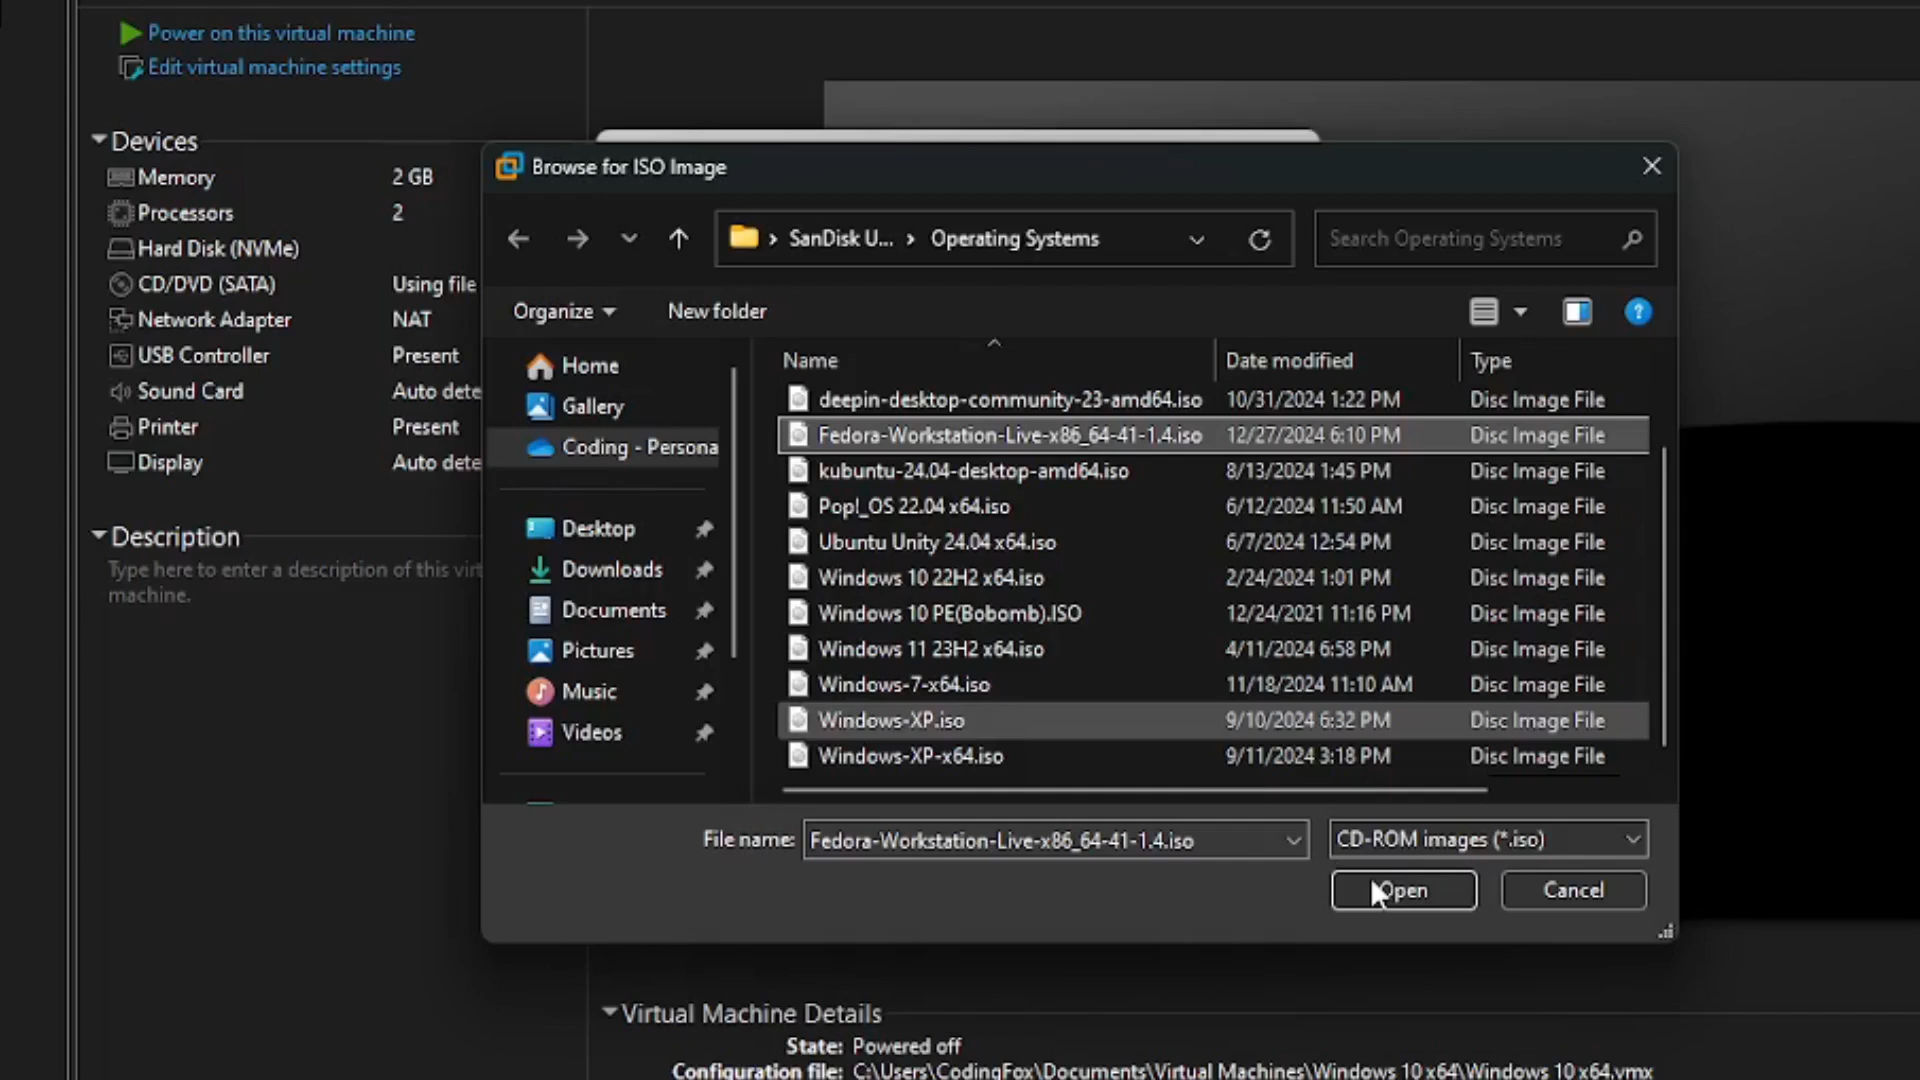 Power on this virtual machine
Edit virtual machine settings
Devices
Memory 2 GB
Processors 2
Hard Disk (NVMe)
CD/DVD (SATA) Using file
Network Adapter NAT
USB Controller Present
Sound Card Auto dete
Printer Present
Display Auto dete
Description
Type here to enter a description of this virt
machine.
Browse for ISO Image
SanDisk U... > Operating Systems
Search Operating Systems
Organize
New folder
Home
Gallery
Coding - Persona
Desktop
Downloads
Documents
Pictures
Music
Videos
Name Date modified Type
deepin-desktop-community-23-amd64.iso 10/31/2024 1:22 PM Disc Image File
Fedora-Workstation-Live-x86_64-41-1.4.iso 12/27/2024 6:10 PM Disc Image File
kubuntu-24.04-desktop-amd64.iso 8/13/2024 1:45 PM Disc Image File
Pop!_OS 22.04 x64.iso 6/12/2024 11:50 AM Disc Image File
Ubuntu Unity 24.04 x64.iso 6/7/2024 12:54 PM Disc Image File
Windows 10 22H2 x64.iso 2/24/2024 1:01 PM Disc Image File
Windows 10 PE(Bobomb).ISO 12/24/2021 11:16 PM Disc Image File
Windows 11 23H2 x64.iso 4/11/2024 6:58 PM Disc Image File
Windows-7-x64.iso 11/18/2024 11:10 AM Disc Image File
Windows-XP.iso 9/10/2024 6:32 PM Disc Image File
Windows-XP-x64.iso 9/11/2024 3:18 PM Disc Image File
File name: Fedora-Workstation-Live-x86_64-41-1.4.iso
CD-ROM images (*.iso)
Open
Cancel
Virtual Machine Details
State: Powered off
Configuration file: C:\Users\CodingFox\Documents\Virtual Machines\Windows 10 x64\Windows 10 x64.vmx